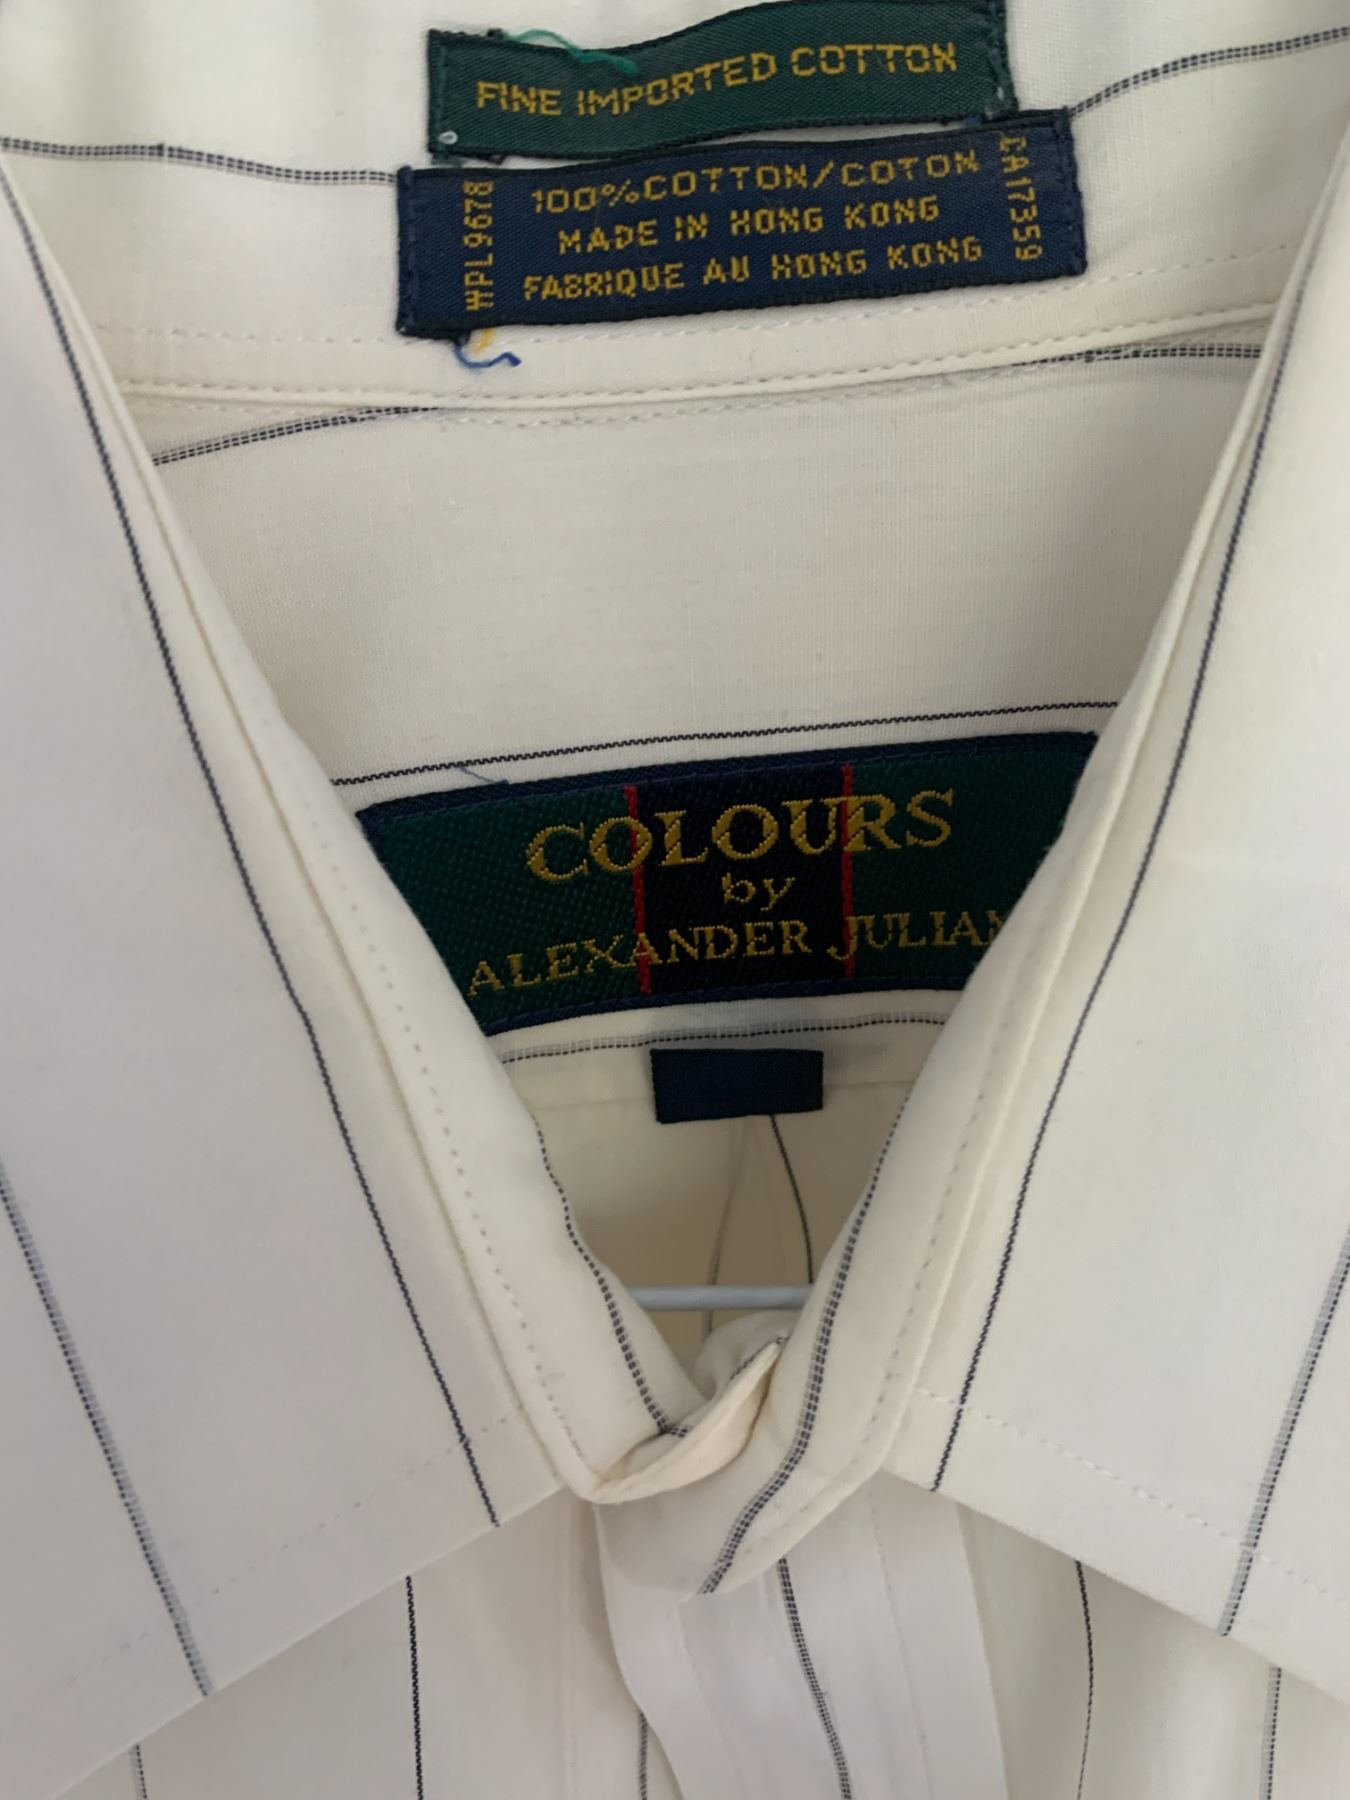 FINE IMPORTED COTTON
WPL9678
100%COTTON/COTON
MADE IN HONG KONG
FABRIQUE AU HONG KONG
CA17359
COLOURS
by
ALEXANDER JULIAN